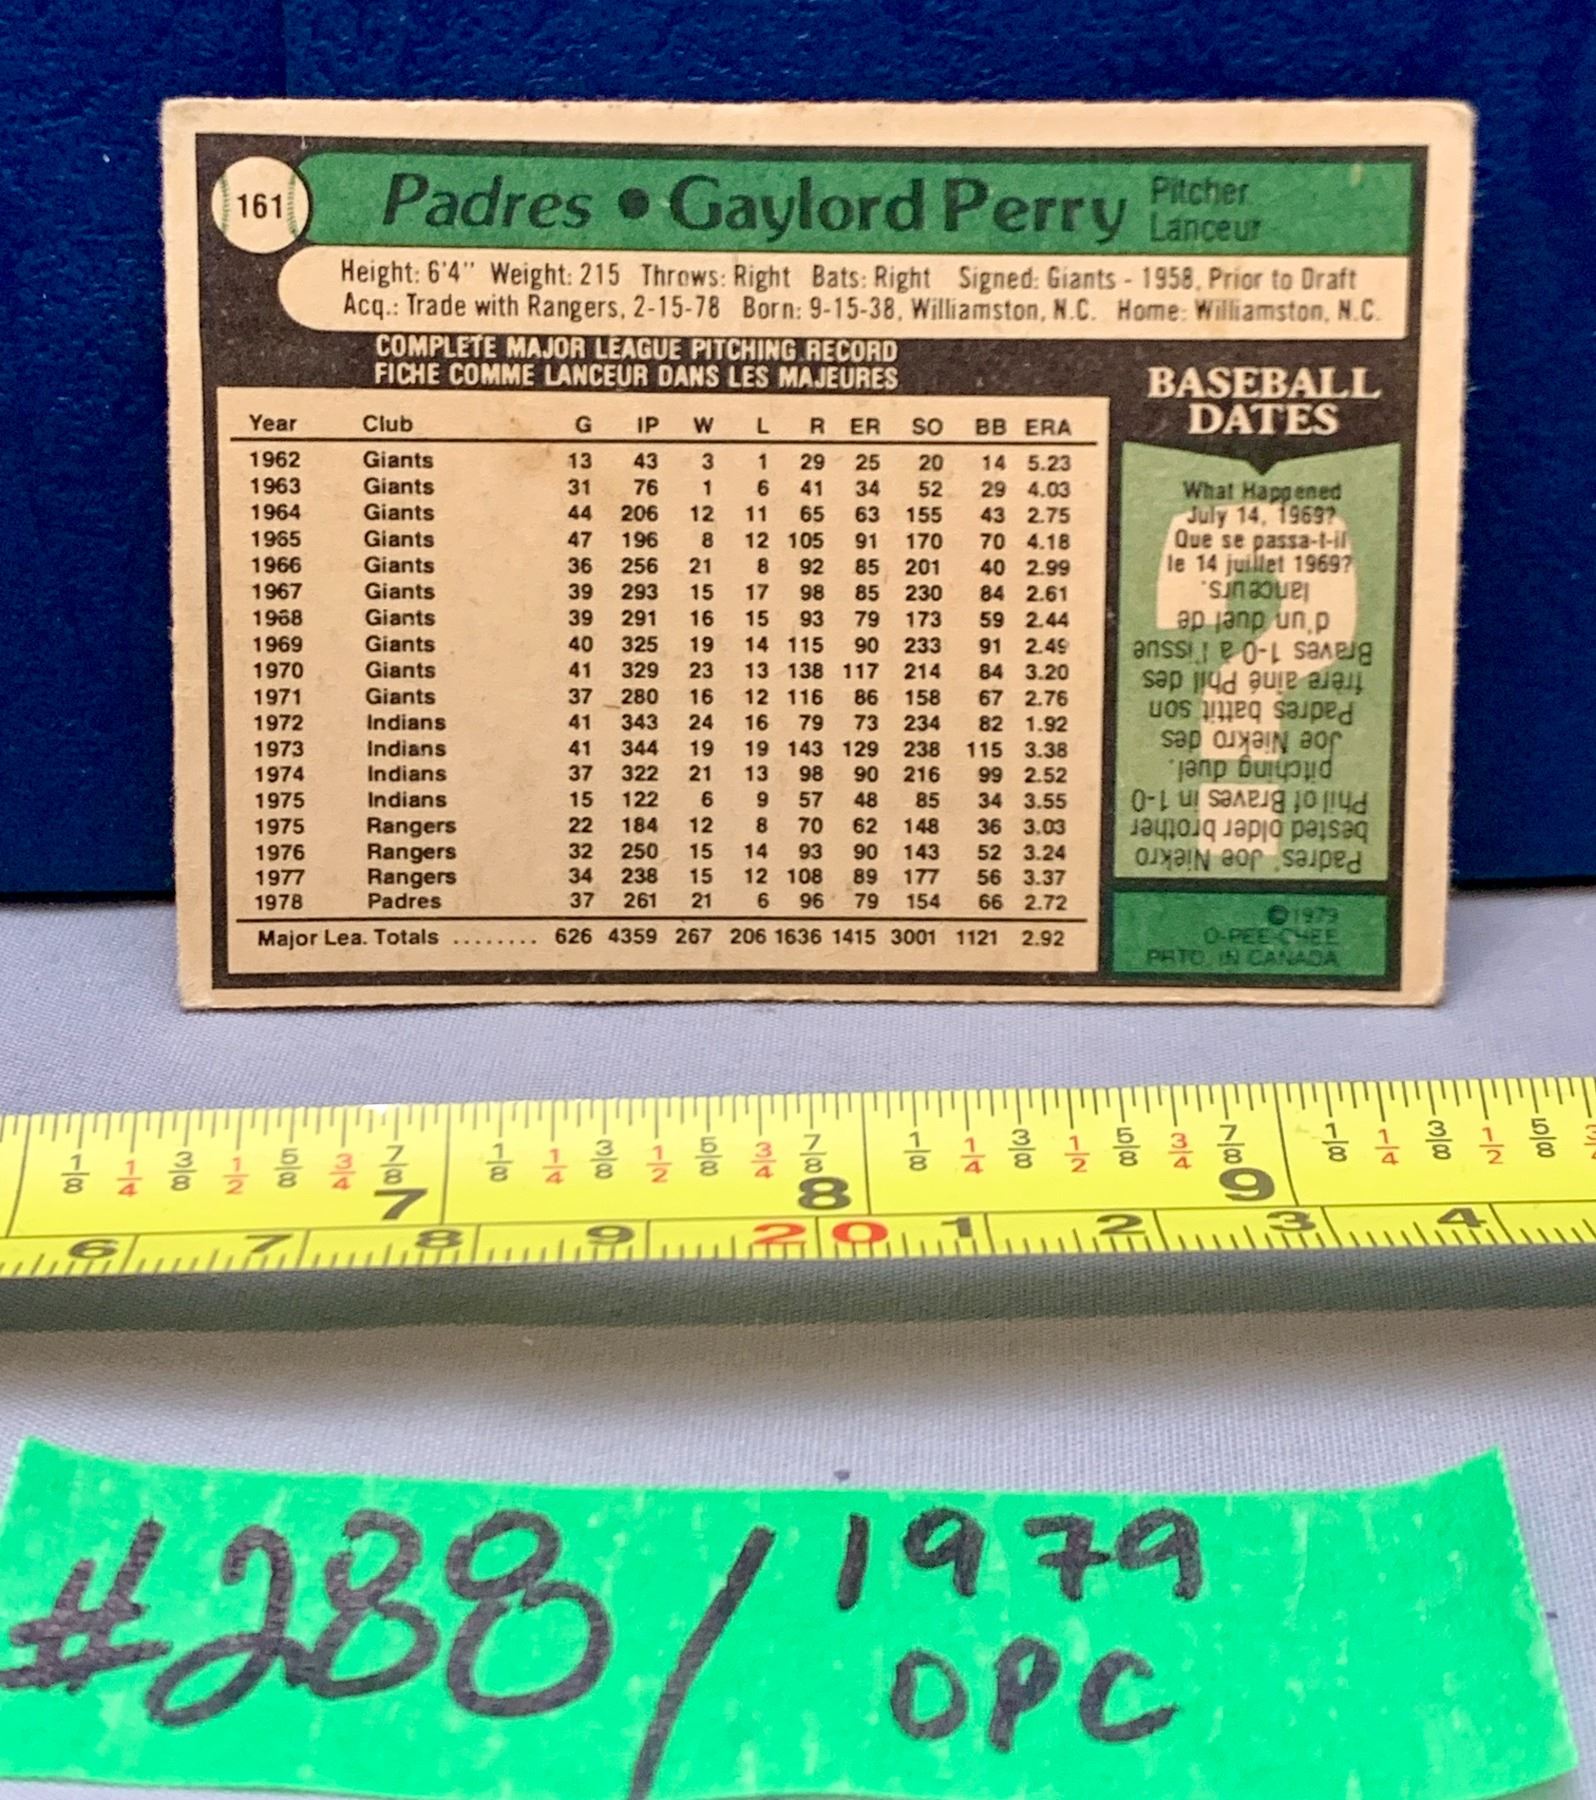 161
Padres • Gaylord Perry
Pitcher
Lanceur
Height: 6'4" Weight: 215 Throws: Right Bats: Right Signed: Giants - 1958, Prior to Draft
Acq.: Trade with Rangers, 2-15-78 Born: 9-15-38, Williamston, N.C. Home: Williamston, N.C.
COMPLETE MAJOR LEAGUE PITCHING RECORD
FICHE COMME LANCEUR DANS LES MAJEURES
Year Club G IP W L R ER SO BB ERA
1962 Giants 13 43 3 1 29 25 20 14 5.23
1963 Giants 31 76 1 6 41 34 52 29 4.03
1964 Giants 44 206 12 11 65 63 155 43 2.75
1965 Giants 47 196 8 12 105 91 170 70 4.18
1966 Giants 36 256 21 8 92 85 201 40 2.99
1967 Giants 39 293 15 17 98 85 230 84 2.61
1968 Giants 39 291 16 15 93 79 173 59 2.44
1969 Giants 40 325 19 14 115 90 233 91 2.49
1970 Giants 41 329 23 13 138 117 214 84 3.20
1971 Giants 37 280 16 12 116 86 158 67 2.76
1972 Indians 41 343 24 16 79 73 234 82 1.92
1973 Indians 41 344 19 19 143 129 238 115 3.38
1974 Indians 37 322 21 13 98 90 216 99 2.52
1975 Indians 15 122 6 9 57 48 85 34 3.55
1975 Rangers 22 184 12 8 70 62 148 36 3.03
1976 Rangers 32 250 15 14 93 90 143 52 3.24
1977 Rangers 34 238 15 12 108 89 177 56 3.37
1978 Padres 37 261 21 6 96 79 154 66 2.72
Major Lea. Totals ........ 626 4359 267 206 1636 1415 3001 1121 2.92
BASEBALL
DATES
What Happened
July 14, 1969?
Que se passa-t-il
le 14 juillet 1969?
Padres' Joe Niekro
bested older brother
Phil of Braves in 1-0
pitching duel.
Joe Niekro des
Padres battit son
frère aîné Phil des
Braves 1-0 à l'issue
d'un duel de
lanceurs.
©1979
O-PEE-CHEE
PRTD. IN CANADA
1/8 1/4 3/8 1/2 5/8 3/4 7/8 7 1/8 1/4 3/8 1/2 5/8 3/4 7/8 8 1/8 1/4 3/8 1/2 5/8 3/4 7/8 9 1/8 1/4 3/8 1/2 5/8
6 7 8 9 20 1 2 3 4
#288 / 1979
OPC